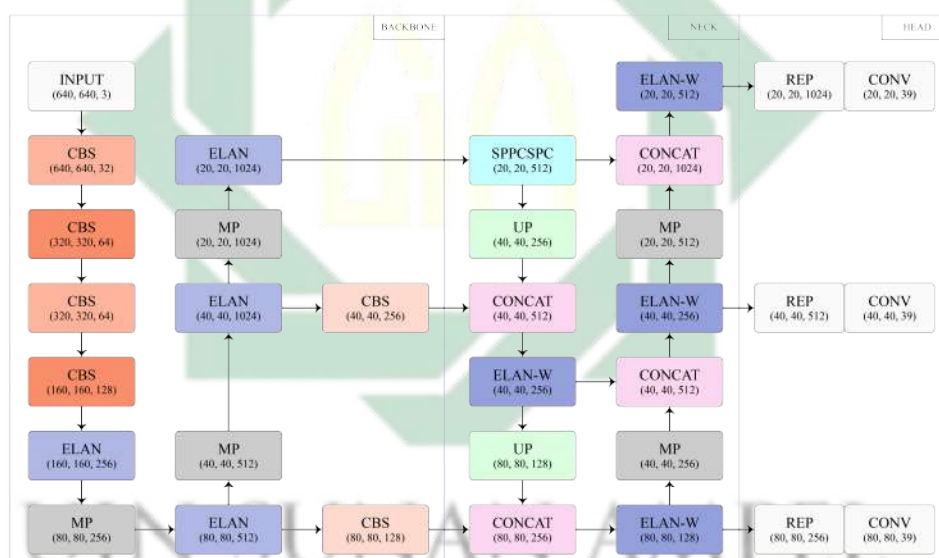 BACKBONE
NECK
HEAD
INPUT
(640, 640, 3)
CBS
(640, 640, 32)
CBS
(320, 320, 64)
CBS
(320, 320, 64)
CBS
(160, 160, 128)
ELAN
(160, 160, 256)
MP
(80, 80, 256)
ELAN
(20, 20, 1024)
MP
(20, 20, 1024)
ELAN
(40, 40, 1024)
MP
(40, 40, 512)
ELAN
(80, 80, 512)
CBS
(40, 40, 256)
CBS
(80, 80, 128)
SPPCSPC
(20, 20, 512)
UP
(40, 40, 256)
CONCAT
(40, 40, 512)
ELAN-W
(40, 40, 256)
UP
(80, 80, 128)
CONCAT
(80, 80, 256)
ELAN-W
(20, 20, 512)
CONCAT
(20, 20, 1024)
MP
(20, 20, 512)
ELAN-W
(40, 40, 256)
CONCAT
(40, 40, 512)
MP
(40, 40, 256)
ELAN-W
(80, 80, 128)
REP
(20, 20, 1024)
CONV
(20, 20, 39)
REP
(40, 40, 512)
CONV
(40, 40, 39)
REP
(80, 80, 256)
CONV
(80, 80, 39)